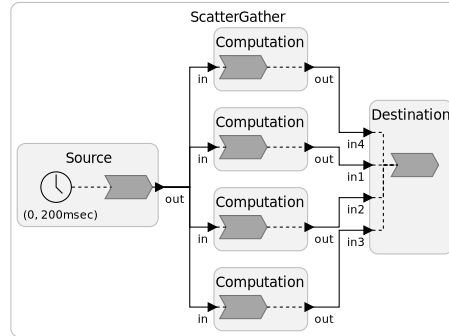 ScatterGather
Computation
in
out
Computation
in
out
Source
(0, 200msec)
out
Computation
in
out
Computation
in
out
Destination
in4
in1
in2
in3